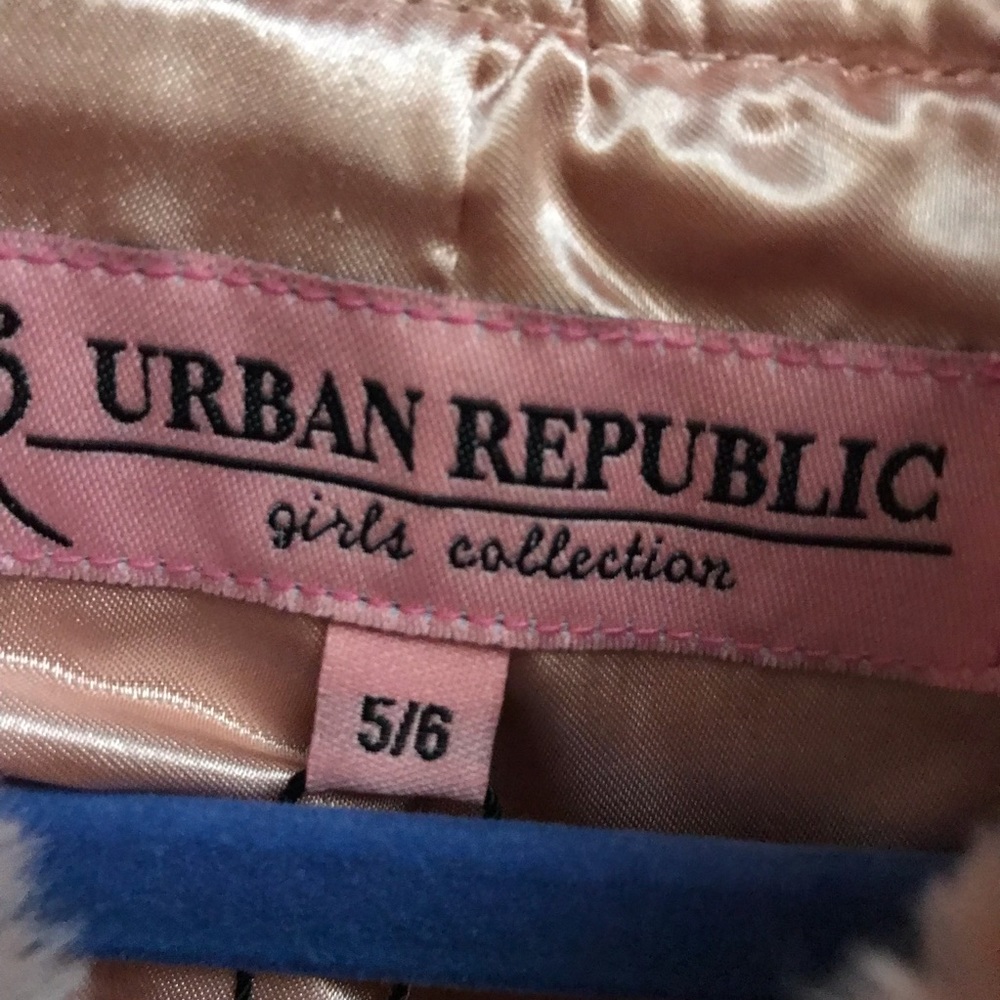 URBAN REPUBLIC
girls collection
5/6